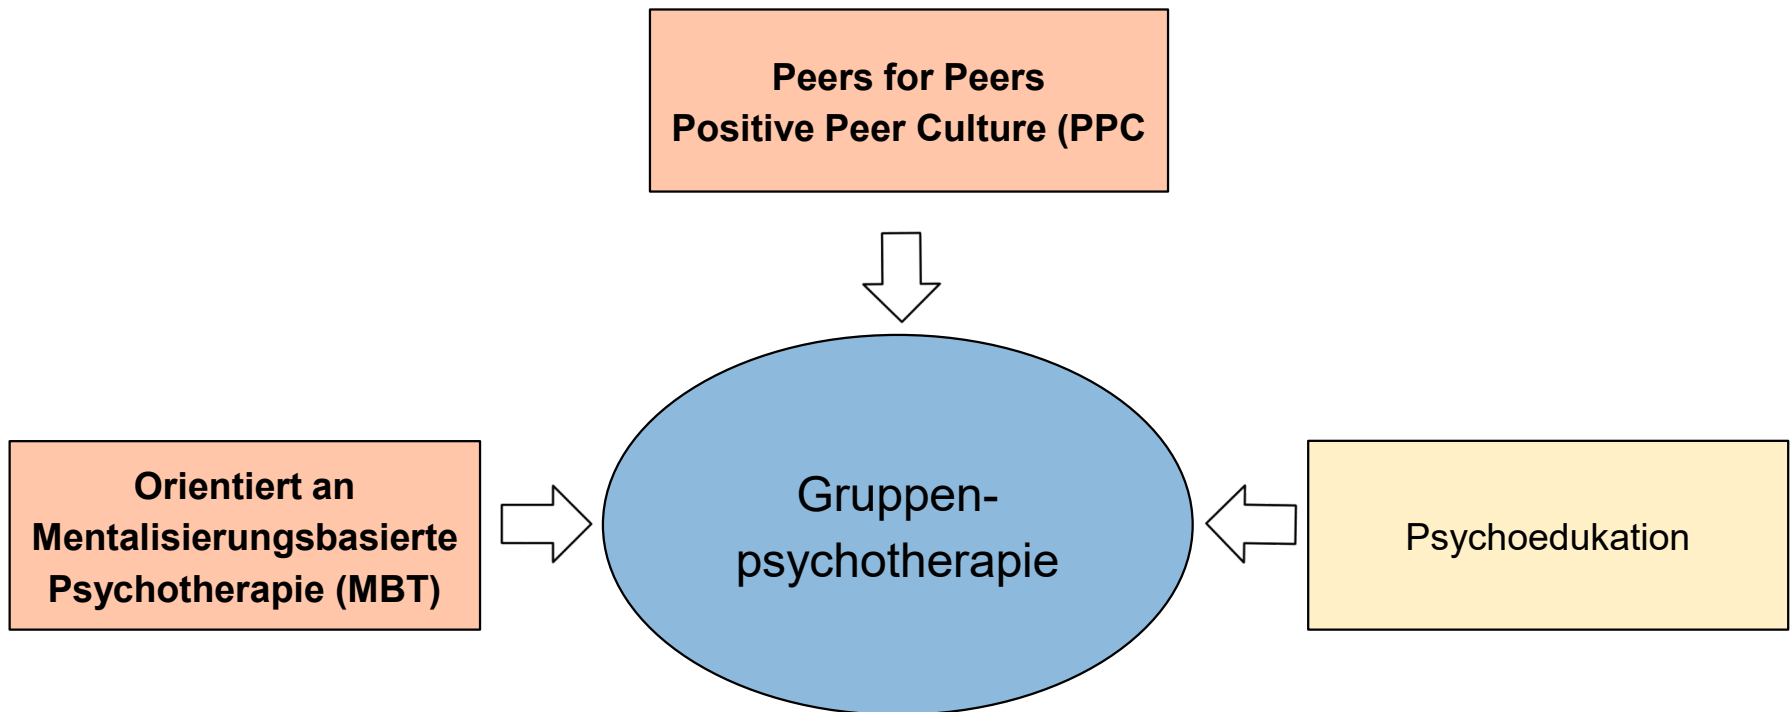 Peers for Peers
Positive Peer Culture (PPC
Orientiert an
Mentalisierungsbasierte
Psychotherapie (MBT)
Gruppen-
psychotherapie
Psychoedukation